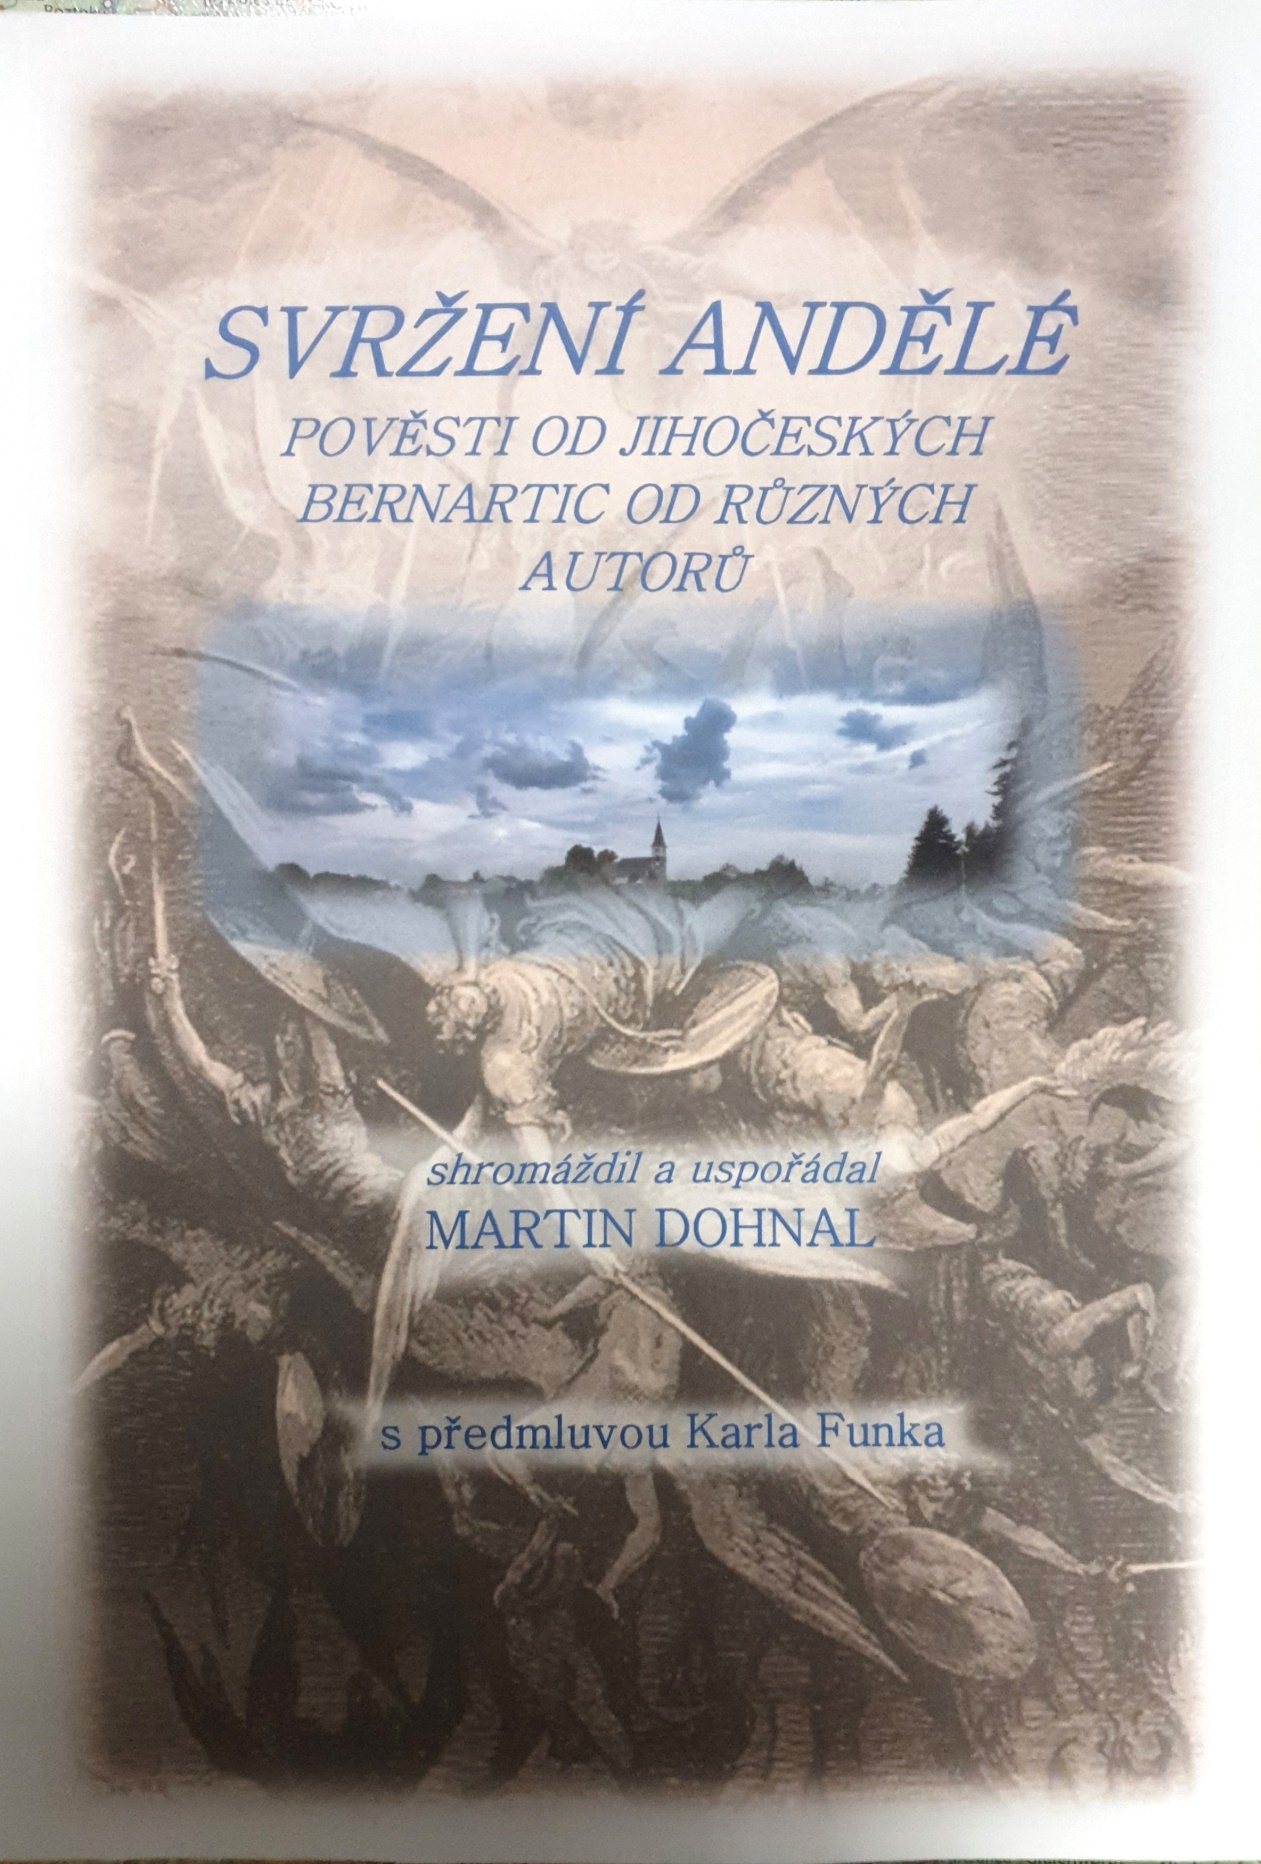 SVRŽENÍ ANDĚLÉ
POVĚSTI OD JIHOČESKÝCH
BERNARTIC OD RŮZNÝCH
AUTORŮ
shromáždil a uspořádal
MARTIN DOHNAL
s předmluvou Karla Funka